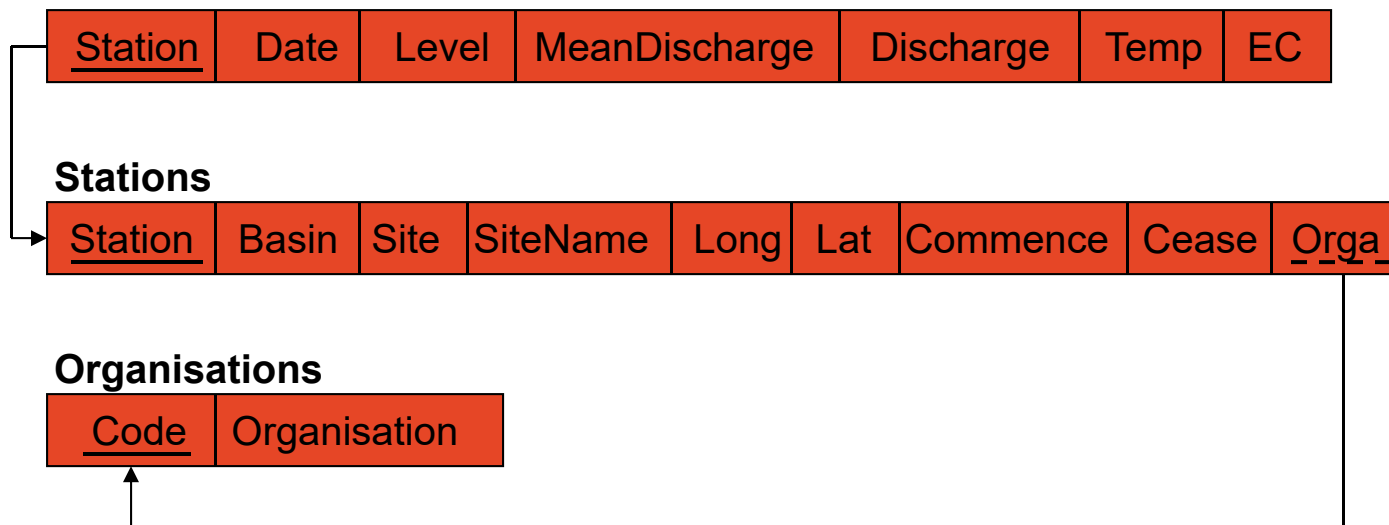 Station Date Level MeanDischarge Discharge Temp EC
Stations
Station Basin Site SiteName Long Lat Commence Cease Orga
Organisations
Code Organisation